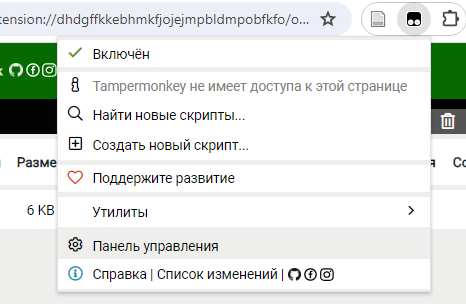 tension://dhdgffkkebhmkfjojejmpbldmpobfkfo/o...
Включён
Tampermonkey не имеет доступа к этой странице
Найти новые скрипты...
Создать новый скрипт...
Разме
Поддержите развитие
Со
6 KB
Утилиты
Панель управления
Справка | Список изменений |